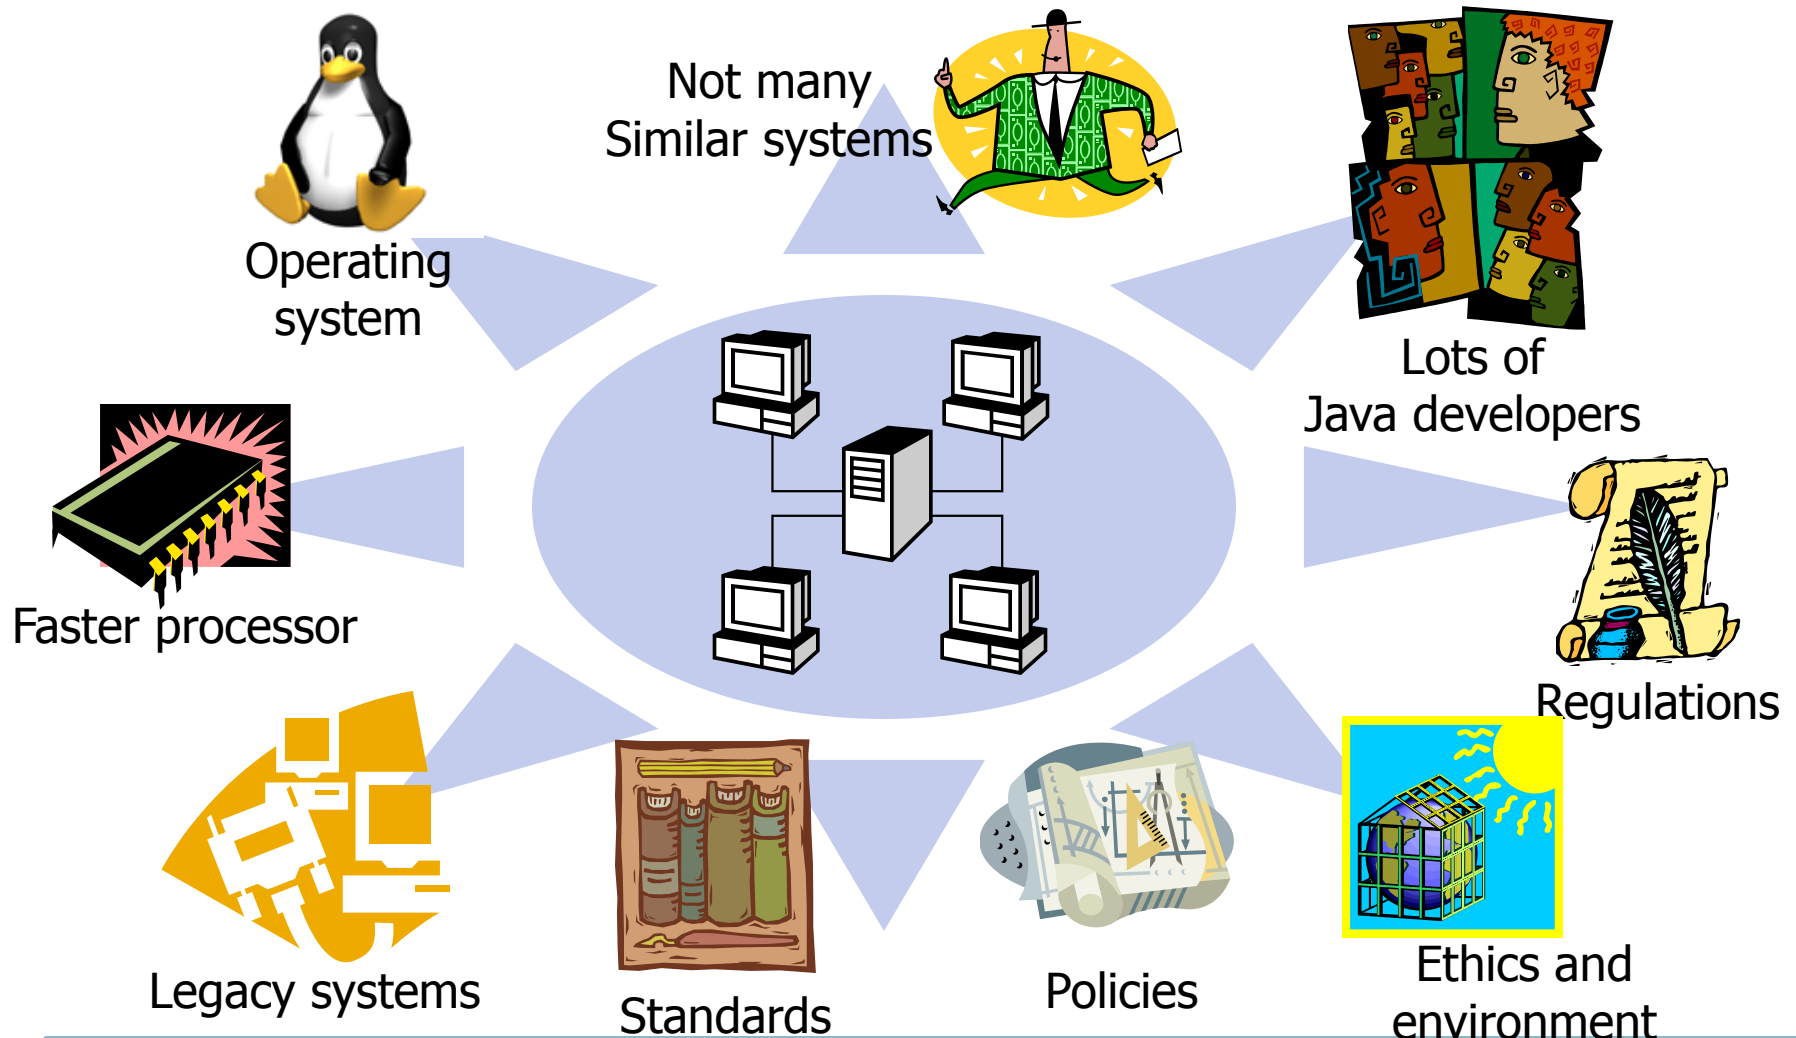 Not many
Similar systems
Operating
system
Lots of
Java developers
Faster processor
Regulations
Legacy systems
Standards
Policies
Ethics and
environment